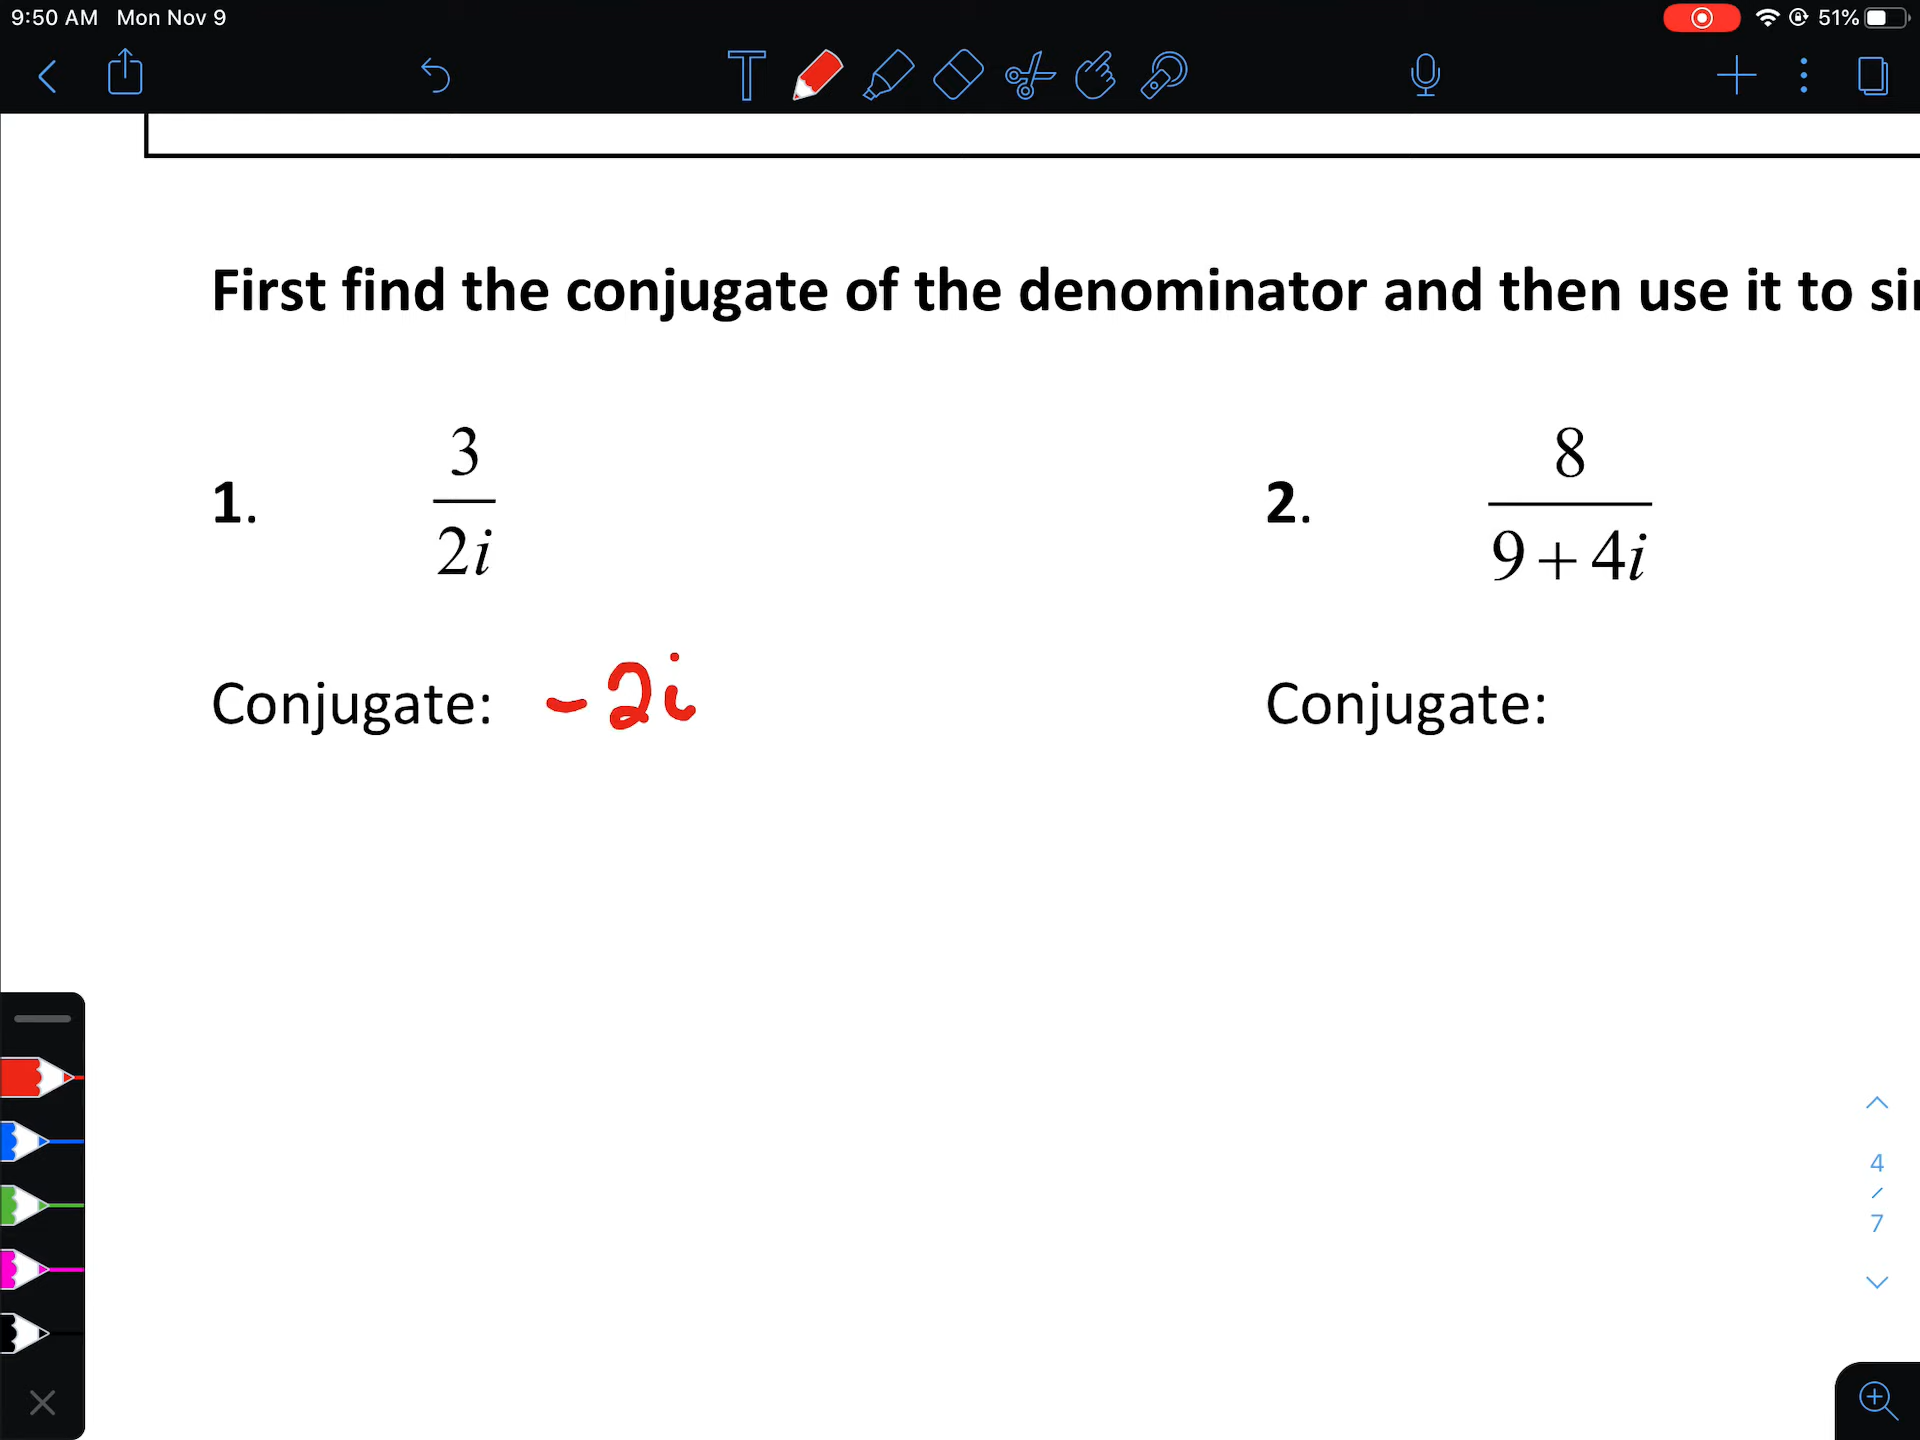 9:50 AM Mon Nov 9 51%
T
First find the conjugate of the denominator and then use it to si
1. 3/2i
2. 8/(9+4i)
Conjugate: -2i
Conjugate:
4
/
7